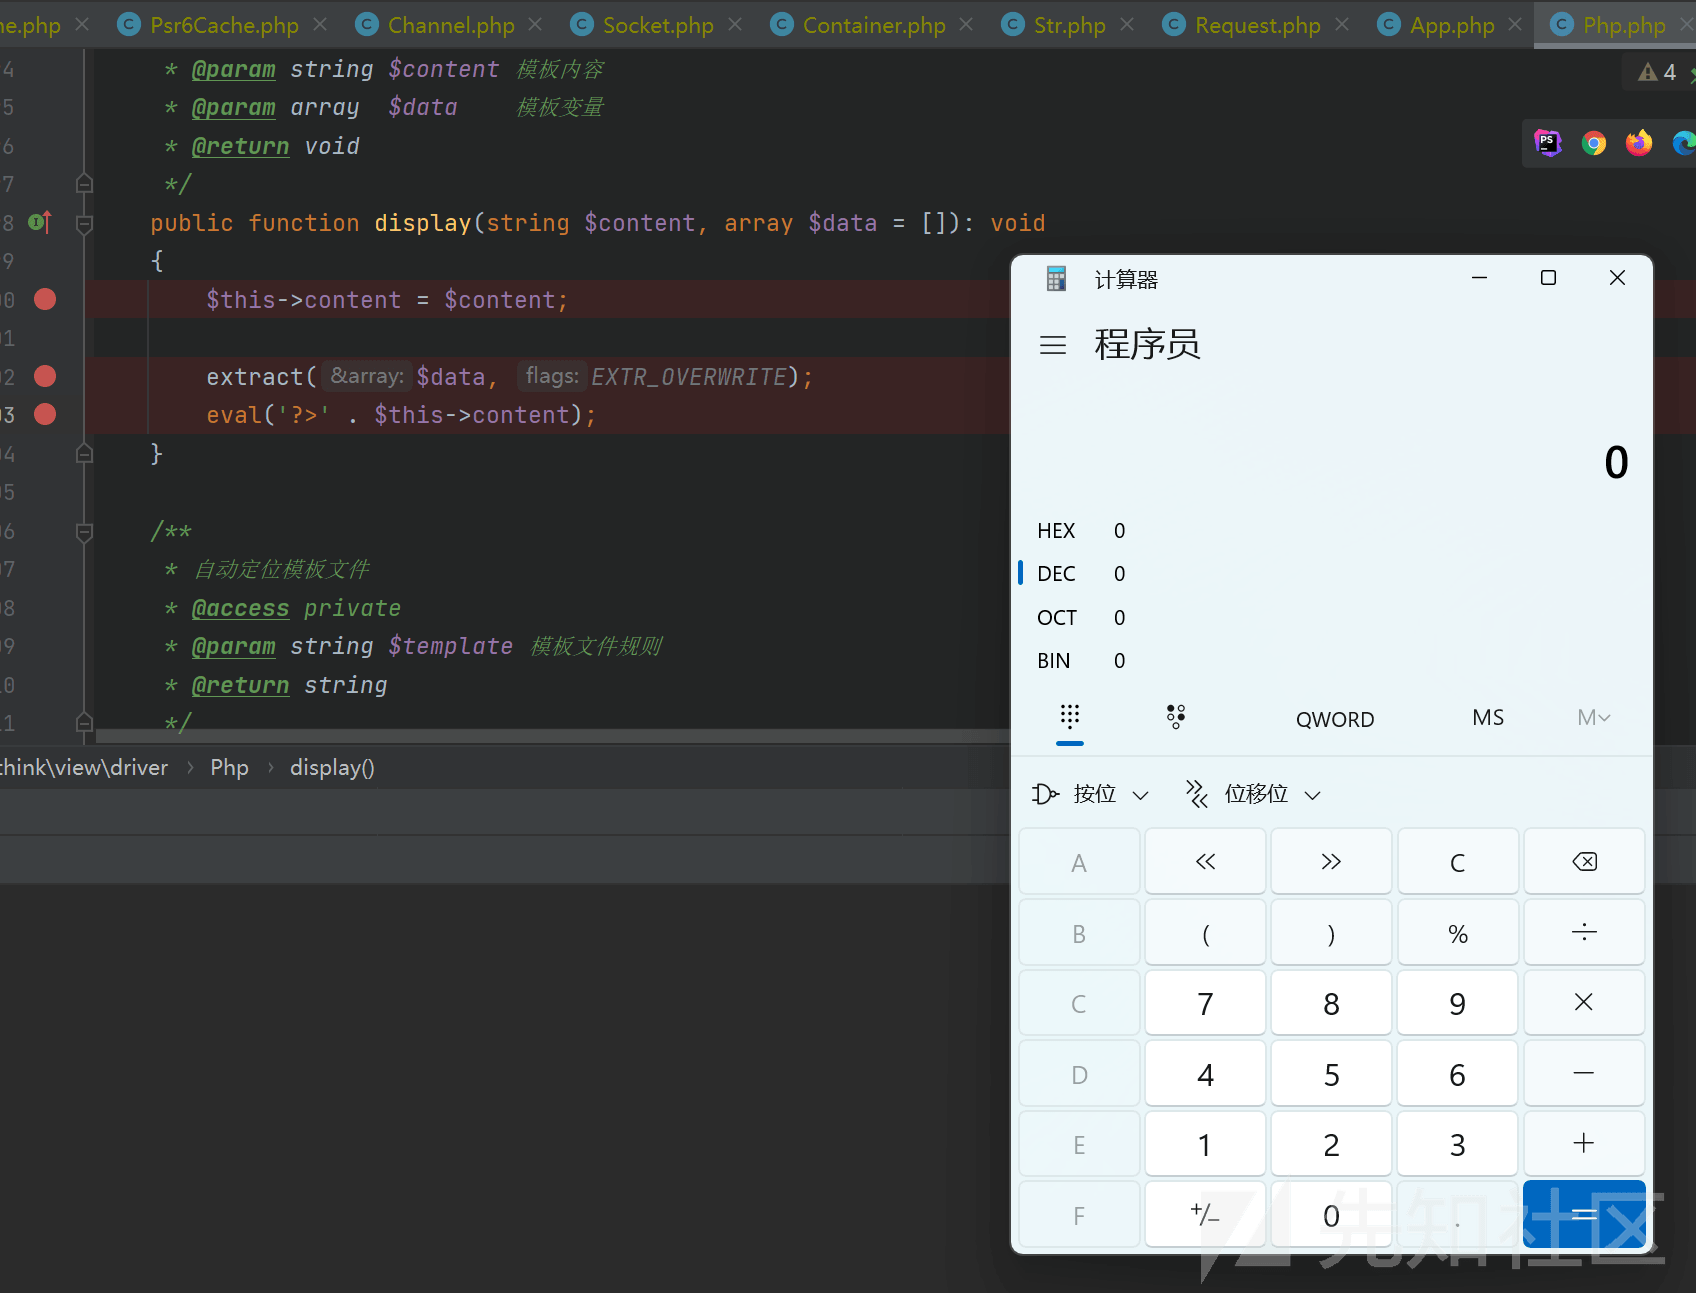 ne.php Psr6Cache.php Channel.php Socket.php Container.php Str.php Request.php App.php Php.php
4 * @param string $content 模板内容
4
5 * @param array $data 模板变量
6 * @return void
7 */
8 public function display(string $content, array $data = []): void
9 {
0 $this->content = $content;
1
2 extract( &array: $data, flags: EXTR_OVERWRITE);
3 eval('?>' . $this->content);
4 }
5
6 /**
7 * 自动定位模板文件
8 * @access private
9 * @param string $template 模板文件规则
0 * @return string
1 */
think\view\driver › Php › display()
计算器
程序员
0
HEX 0
DEC 0
OCT 0
BIN 0
QWORD MS M
按位 位移位
A << >> C
B ( ) % ÷
C 7 8 9 ×
D 4 5 6 −
E 1 2 3 +
F +/− 0 . =
先知社区